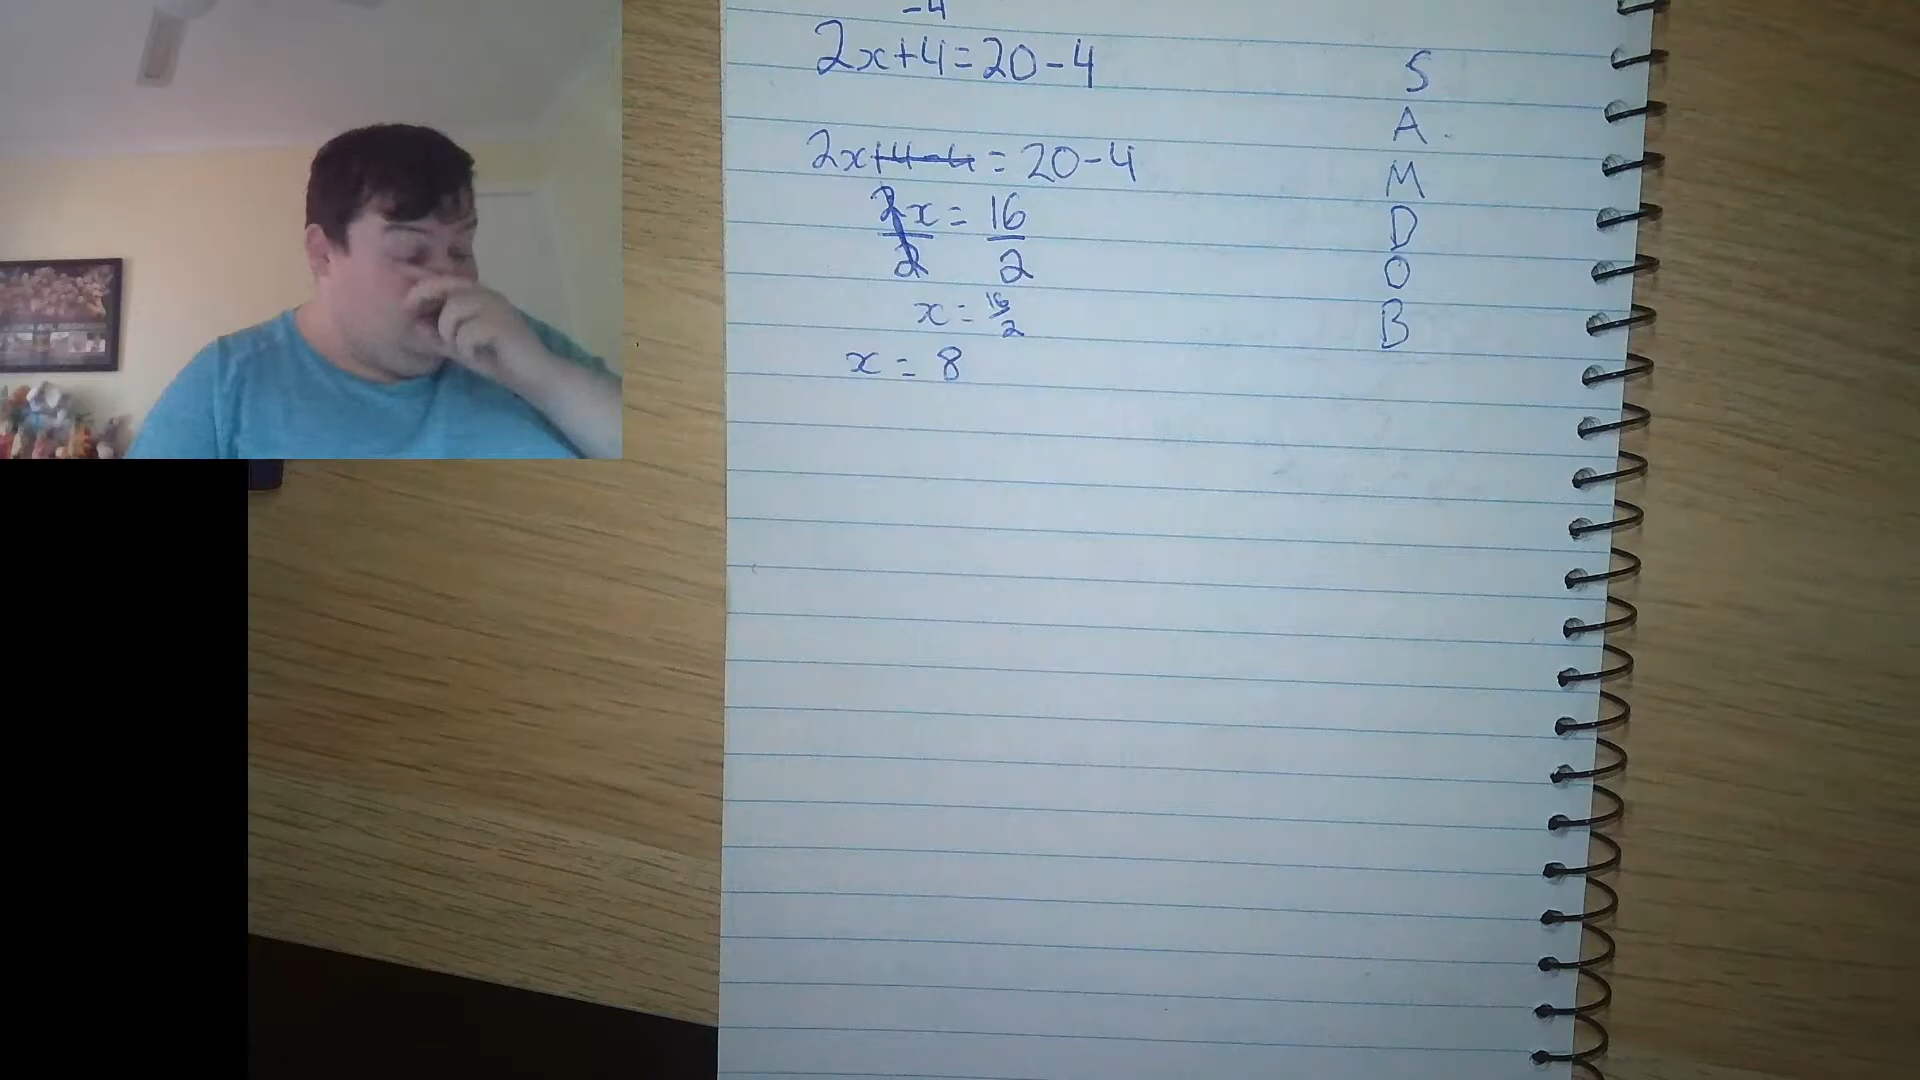 -4
2x+4=20-4
2x+4-4=20-4
2x/2 = 16/2
x = 16/2
x = 8
S
A
M
D
O
B